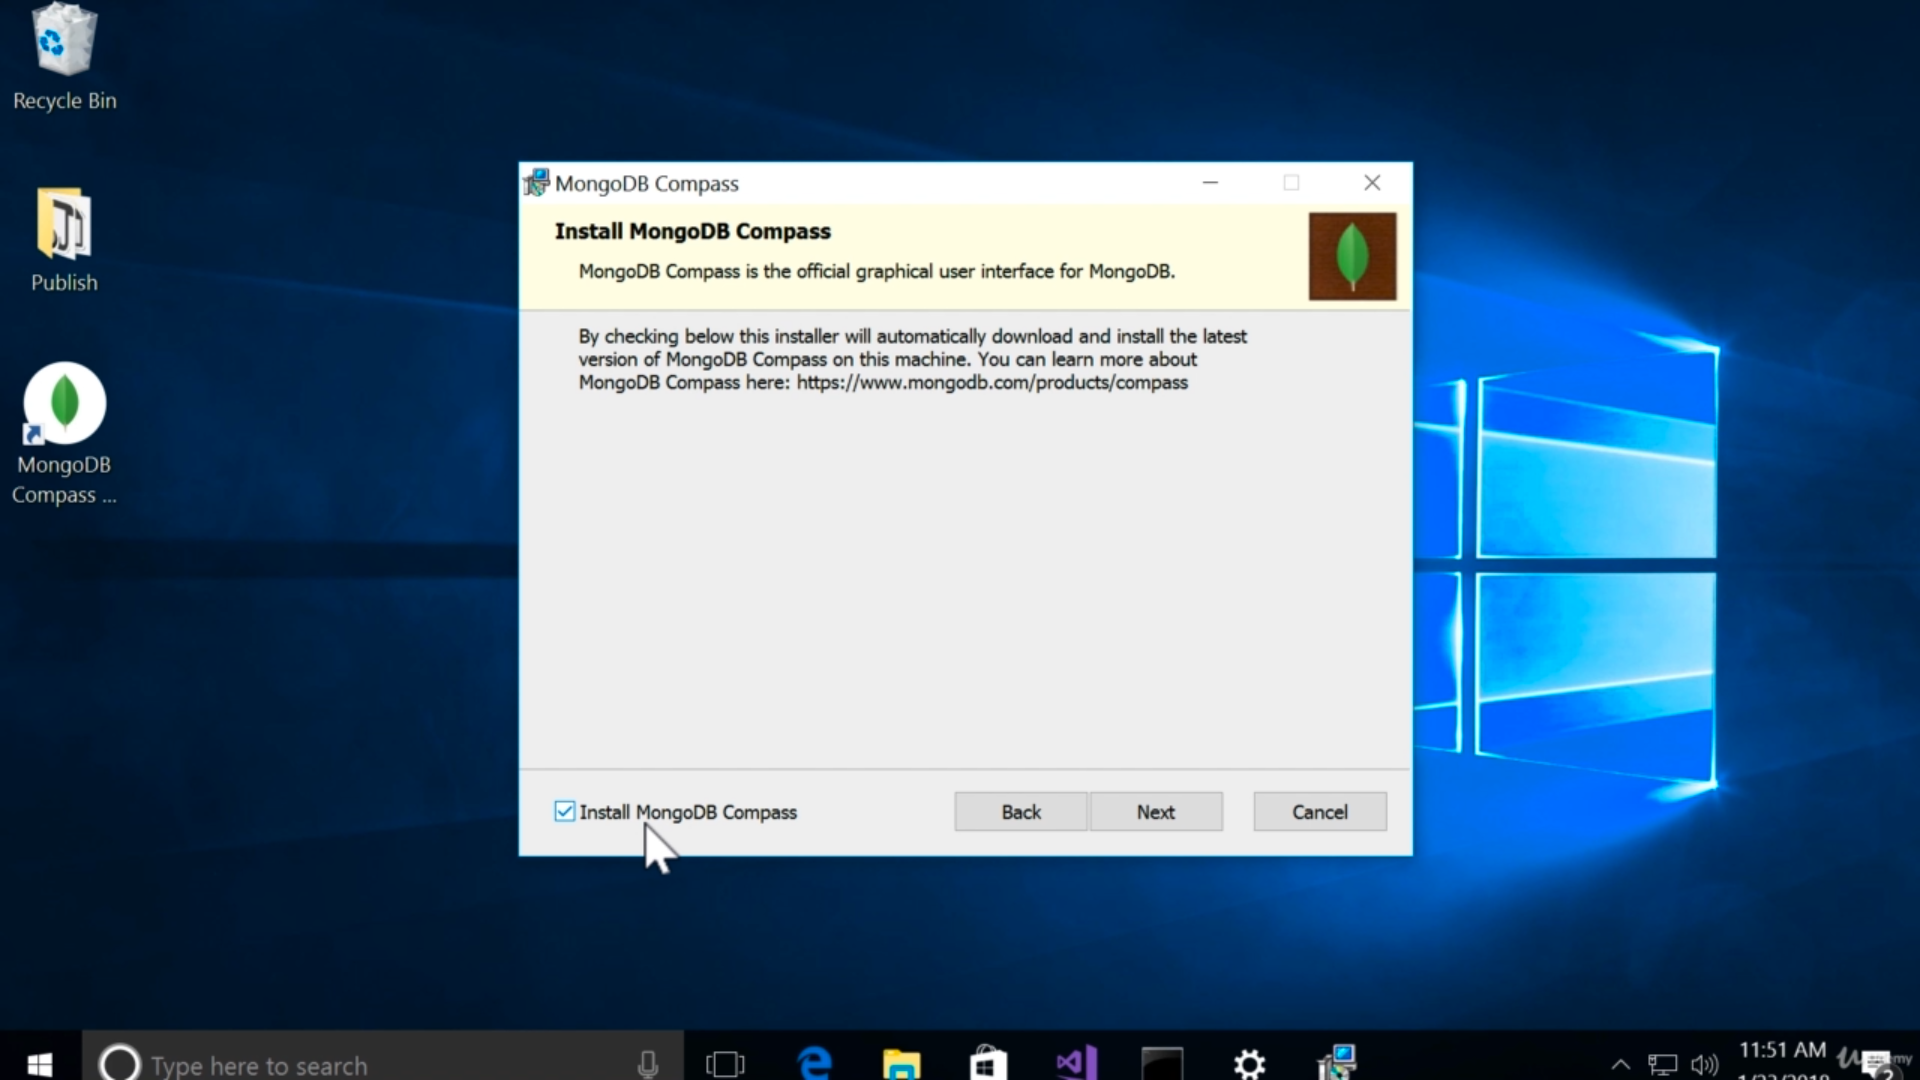 Recycle Bin
Publish
MongoDB
Compass ...
MongoDB Compass
Install MongoDB Compass
MongoDB Compass is the official graphical user interface for MongoDB.
By checking below this installer will automatically download and install the latest
version of MongoDB Compass on this machine. You can learn more about
MongoDB Compass here: https://www.mongodb.com/products/compass
Install MongoDB Compass
Back
Next
Cancel
Type here to search
11:51 AM